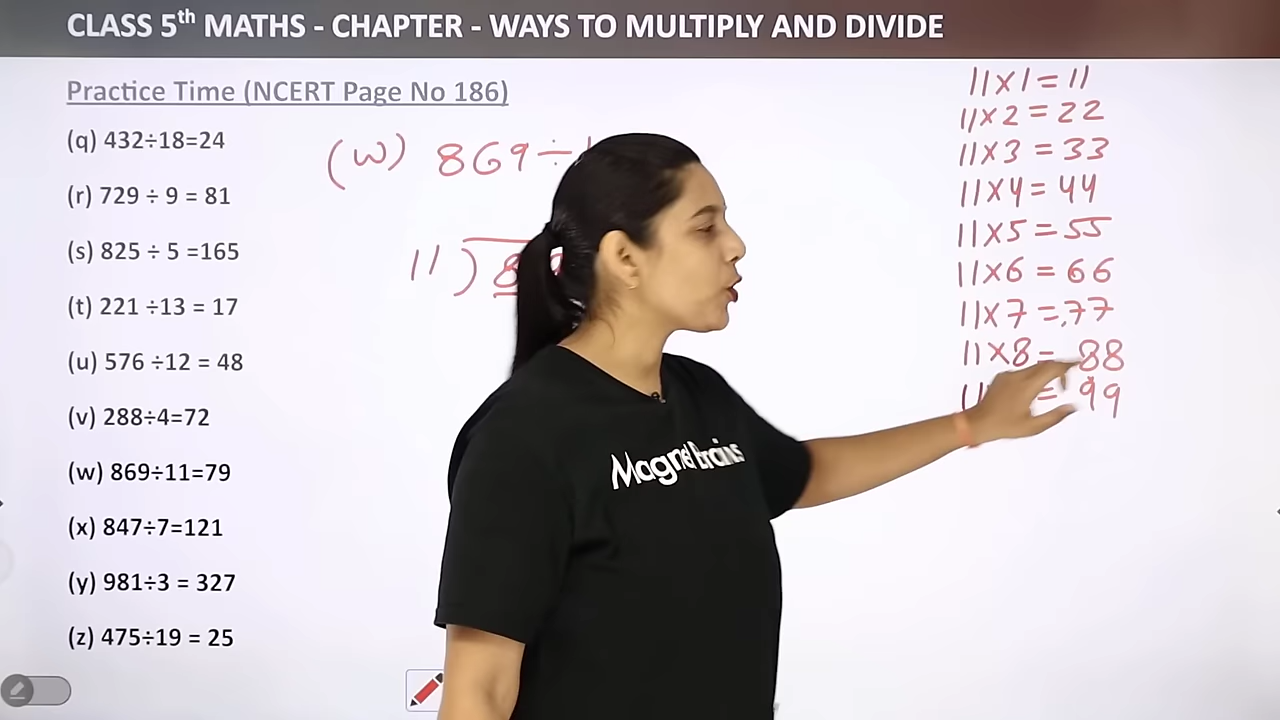 CLASS 5th MATHS - CHAPTER - WAYS TO MULTIPLY AND DIVIDE
Practice Time (NCERT Page No 186)
(q) 432÷18=24
(r) 729 ÷ 9 = 81
(s) 825 ÷ 5 =165
(t) 221 ÷13 = 17
(u) 576 ÷12 = 48
(v) 288÷4=72
(w) 869÷11=79
(x) 847÷7=121
(y) 981÷3 = 327
(z) 475÷19 = 25
(w) 869÷
11)8
11×1=11
11×2=22
11×3=33
11×4=44
11×5=55
11×6=66
11×7=77
11×8=88
= 99
Magnet Brains